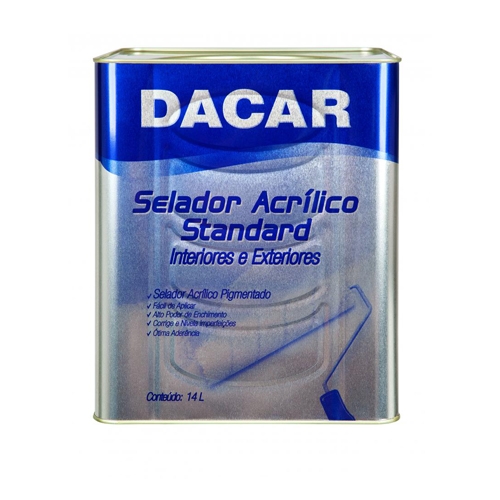 DACAR
Selador Acrílico
Standard
Interiores e Exteriores
✓ Selador Acrílico Pigmentado
✓ Fácil de Aplicar
✓ Alto Poder de Enchimento
✓ Corrige e Nivela Imperfeições
✓ Ótima Aderência
Conteúdo: 14 L